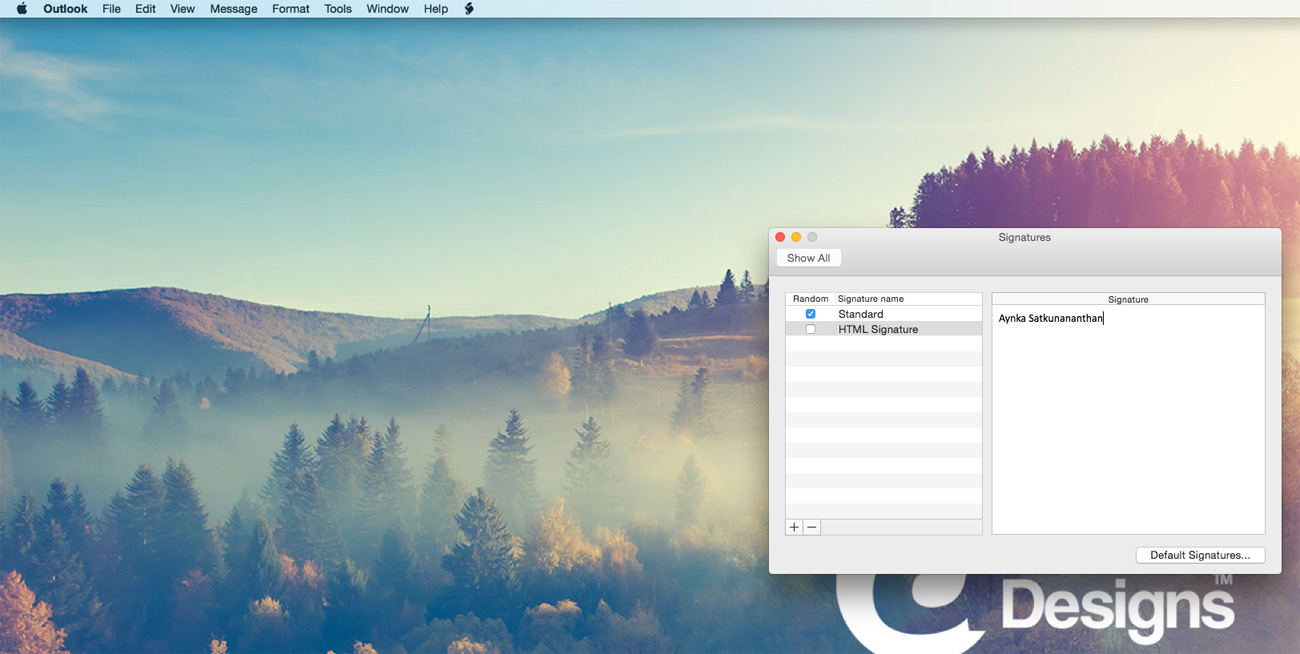 Outlook File Edit View Message Format Tools Window Help
Signatures
Show All
Random Signature name
Standard
HTML Signature
Signature
Aynka Satkunananthan
+ −
Default Signatures...
Designs™